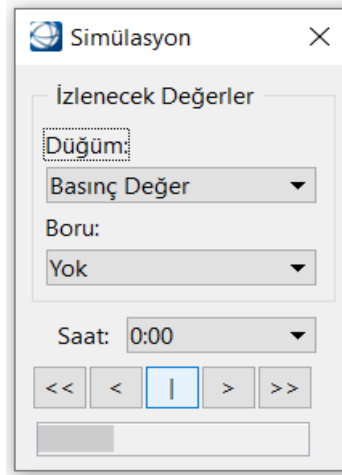 Simülasyon
İzlenecek Değerler
Düğüm:
Basınç Değer
Boru:
Yok
Saat: 0:00
<< < | > >>